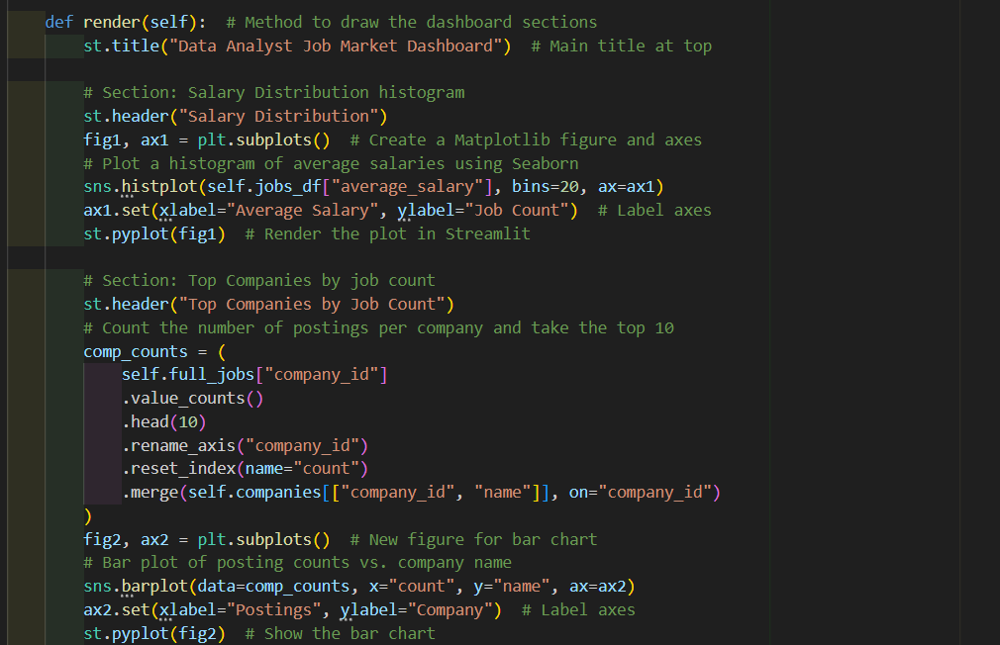 def render(self):  # Method to draw the dashboard sections
    st.title("Data Analyst Job Market Dashboard")  # Main title at top

    # Section: Salary Distribution histogram
    st.header("Salary Distribution")
    fig1, ax1 = plt.subplots()  # Create a Matplotlib figure and axes
    # Plot a histogram of average salaries using Seaborn
    sns.histplot(self.jobs_df["average_salary"], bins=20, ax=ax1)
    ax1.set(xlabel="Average Salary", ylabel="Job Count")  # Label axes
    st.pyplot(fig1)  # Render the plot in Streamlit

    # Section: Top Companies by job count
    st.header("Top Companies by Job Count")
    # Count the number of postings per company and take the top 10
    comp_counts = (
        self.full_jobs["company_id"]
        .value_counts()
        .head(10)
        .rename_axis("company_id")
        .reset_index(name="count")
        .merge(self.companies[["company_id", "name"]], on="company_id")
    )
    fig2, ax2 = plt.subplots()  # New figure for bar chart
    # Bar plot of posting counts vs. company name
    sns.barplot(data=comp_counts, x="count", y="name", ax=ax2)
    ax2.set(xlabel="Postings", ylabel="Company")  # Label axes
    st.pyplot(fig2)  # Show the bar chart